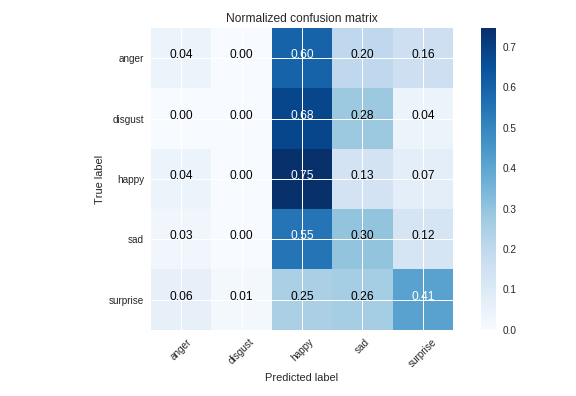 Normalized confusion matrix
anger 0.04 0.00 0.60 0.20 0.16
disgust 0.00 0.00 0.68 0.28 0.04
happy 0.04 0.00 0.75 0.13 0.07
sad 0.03 0.00 0.55 0.30 0.12
surprise 0.06 0.01 0.25 0.26 0.41
anger disgust happy sad surprise
True label
Predicted label
0.7
0.6
0.5
0.4
0.3
0.2
0.1
0.0